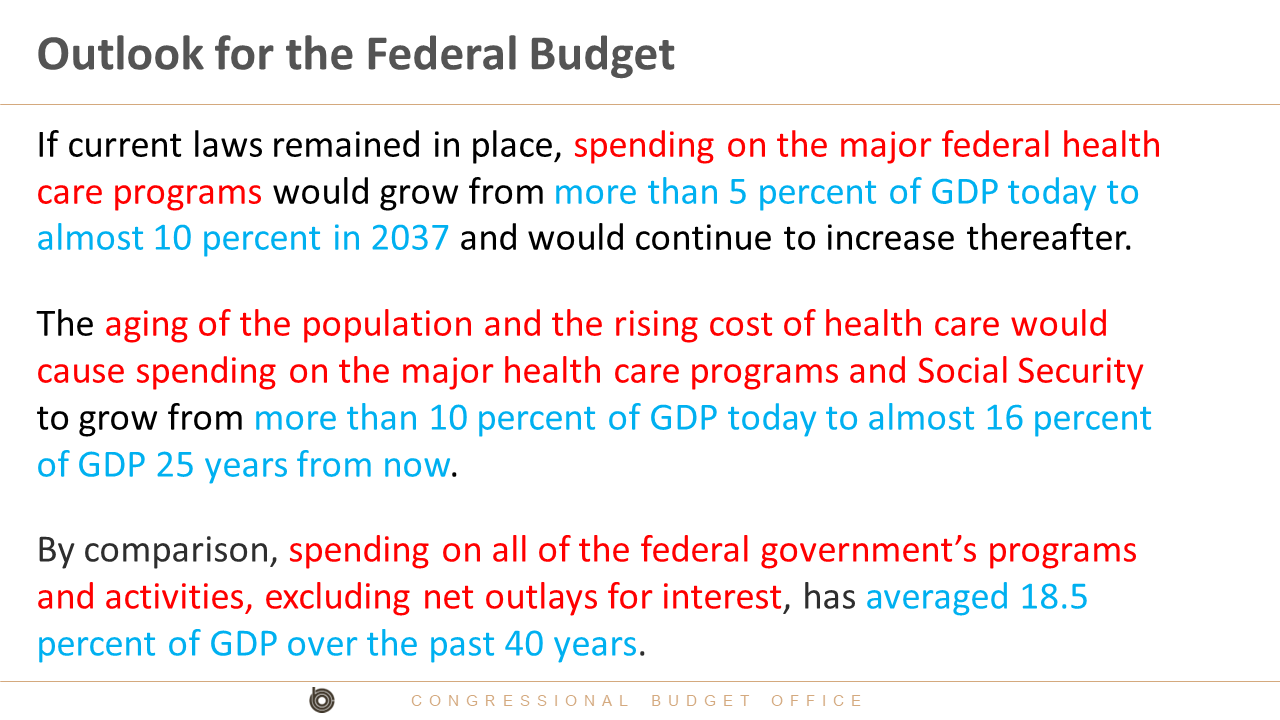 Outlook for the Federal Budget
If current laws remained in place, spending on the major federal health
care programs would grow from more than 5 percent of GDP today to
almost 10 percent in 2037 and would continue to increase thereafter.
The aging of the population and the rising cost of health care would
cause spending on the major health care programs and Social Security
to grow from more than 10 percent of GDP today to almost 16 percent
of GDP 25 years from now.
By comparison, spending on all of the federal government’s programs
and activities, excluding net outlays for interest, has averaged 18.5
percent of GDP over the past 40 years.
CONGRESSIONAL BUDGET OFFICE